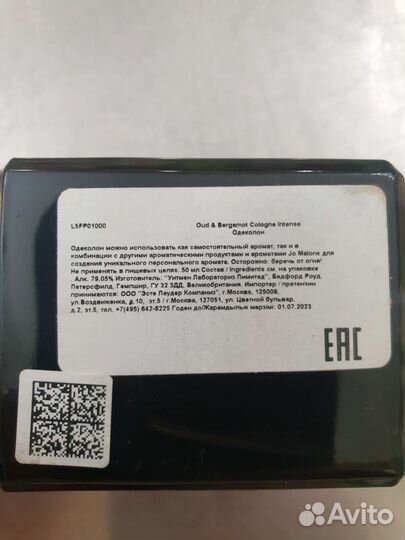 L5FP01000 Oud & Bergamot Cologne Intense
Одеколон
Одеколон можно использовать как самостоятельный аромат, так и в
комбинации с другими ароматическими продуктами и ароматами Jo Malone для
создания уникального персонального аромата. Осторожно: беречь от огня!
Не применять в пищевых целях. 50 мл Состав / Ingredients см. на упаковке
Алк. 79,05% Изготовитель: "Уитмен Лабораториз Лимитед", Бедфорд Роуд,
Петерсфилд, Гемпшир, ГУ 32 3ДД, Великобритания. Импортер / претензии
принимаются: ООО "Эсте Лаудер Компаниз", г.Москва, 125009,
ул.Воздвиженка, д.10, эт.5 / г.Москва, 127051, ул. Цветной бульвар,
д.2, эт.5, тел. +7(495) 642-8225 Годен до/Жарамдылық мерзімі: 01.07.2023
EAC
Avito